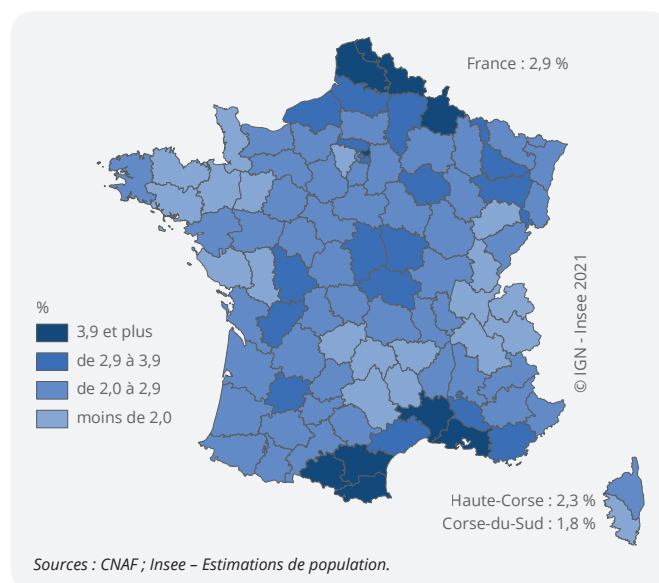 France : 2,9 %
%
3,9 et plus
de 2,9 à 3,9
de 2,0 à 2,9
moins de 2,0
© IGN - Insee 2021
Haute-Corse : 2,3 %
Corse-du-Sud : 1,8 %
Sources : CNAF ; Insee – Estimations de population.